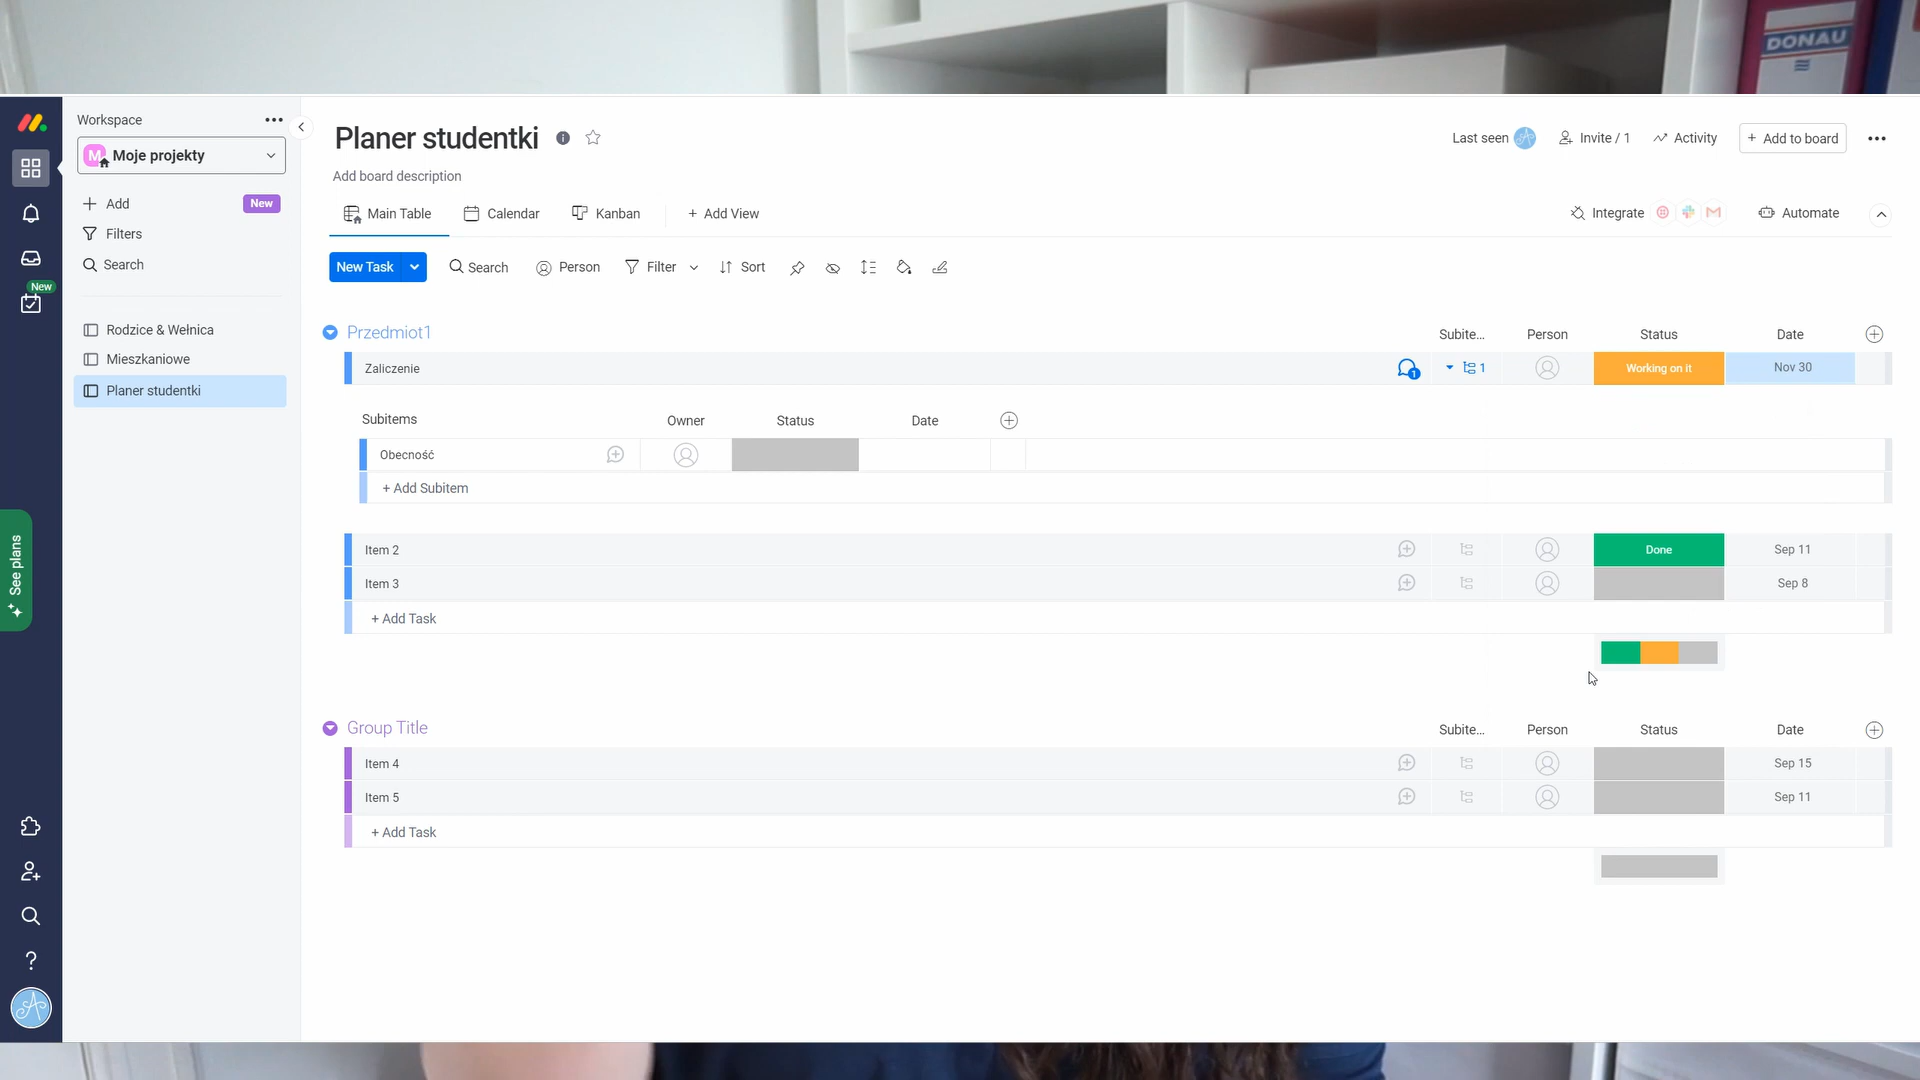 DONAU
Workspace
M Moje projekty
Add
New
Filters
Search
New
Rodzice & Wełnica
Mieszkaniowe
Planer studentki
See plans
Planer studentki
Last seen
Invite / 1
Activity
+ Add to board
Add board description
Main Table
Calendar
Kanban
+ Add View
Integrate
Automate
New Task
Search
Person
Filter
Sort
Przedmiot1
Subite...
Person
Status
Date
Zaliczenie
1
1
Working on it
Nov 30
Subitems
Owner
Status
Date
Obecność
+ Add Subitem
Item 2
Done
Sep 11
Item 3
Sep 8
+ Add Task
Group Title
Subite...
Person
Status
Date
Item 4
Sep 15
Item 5
Sep 11
+ Add Task